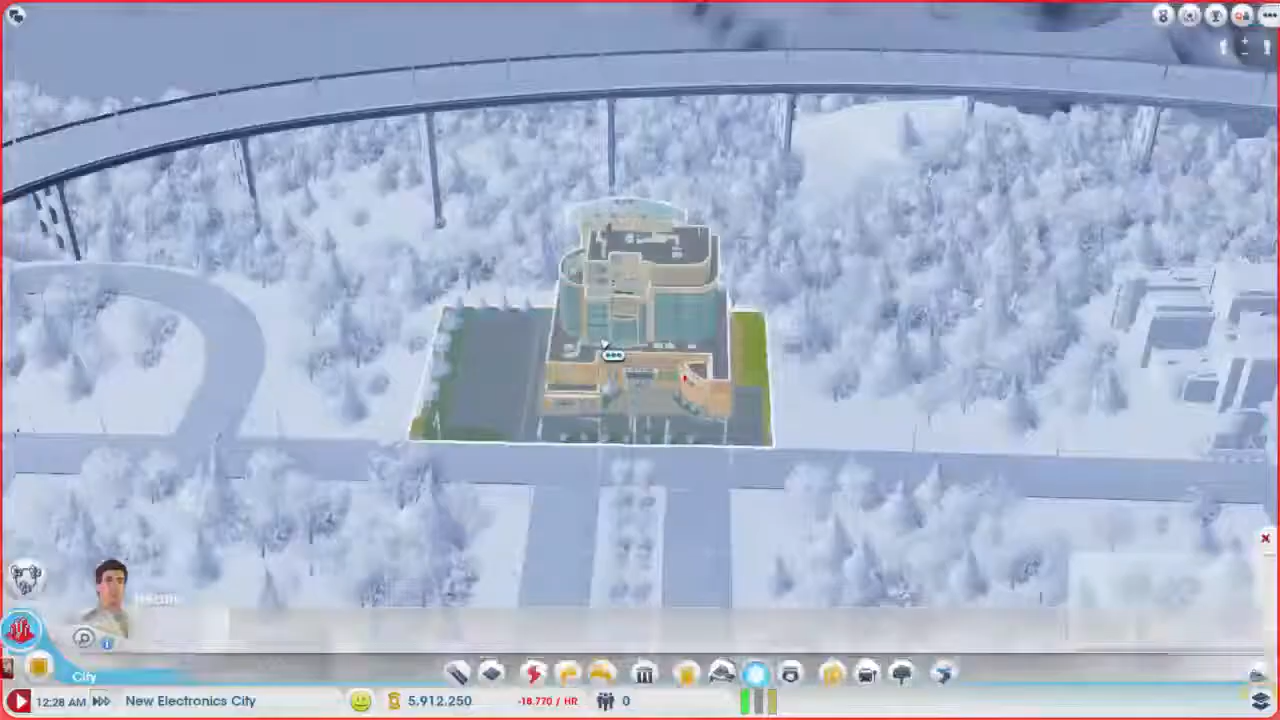 City
12:28 AM
New Electronics City
5.912.250
-18.770 / HR
0